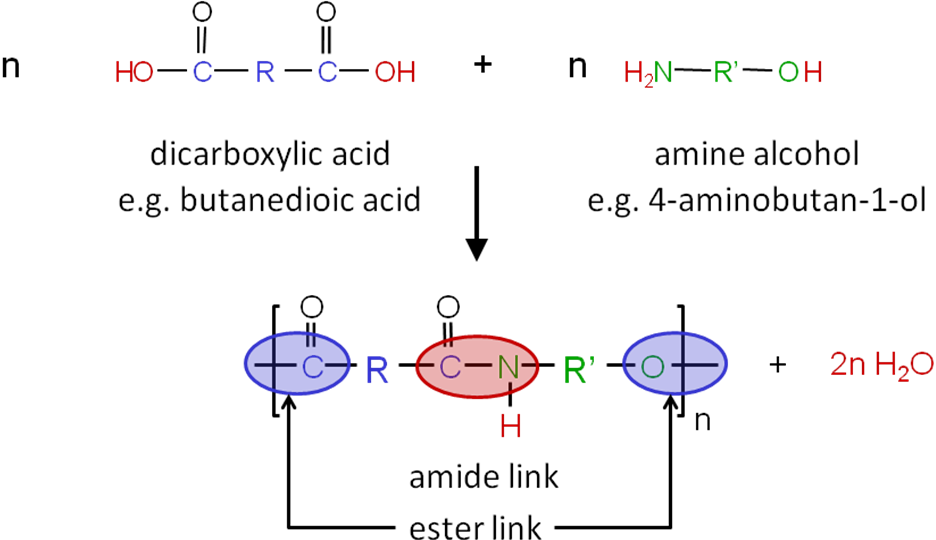 O O
n HO C R C OH + n H₂N R’ OH
dicarboxylic acid amine alcohol
e.g. butanedioic acid e.g. 4-aminobutan-1-ol
O O
C R C N R’ O + 2n H₂O
n
H
amide link
ester link